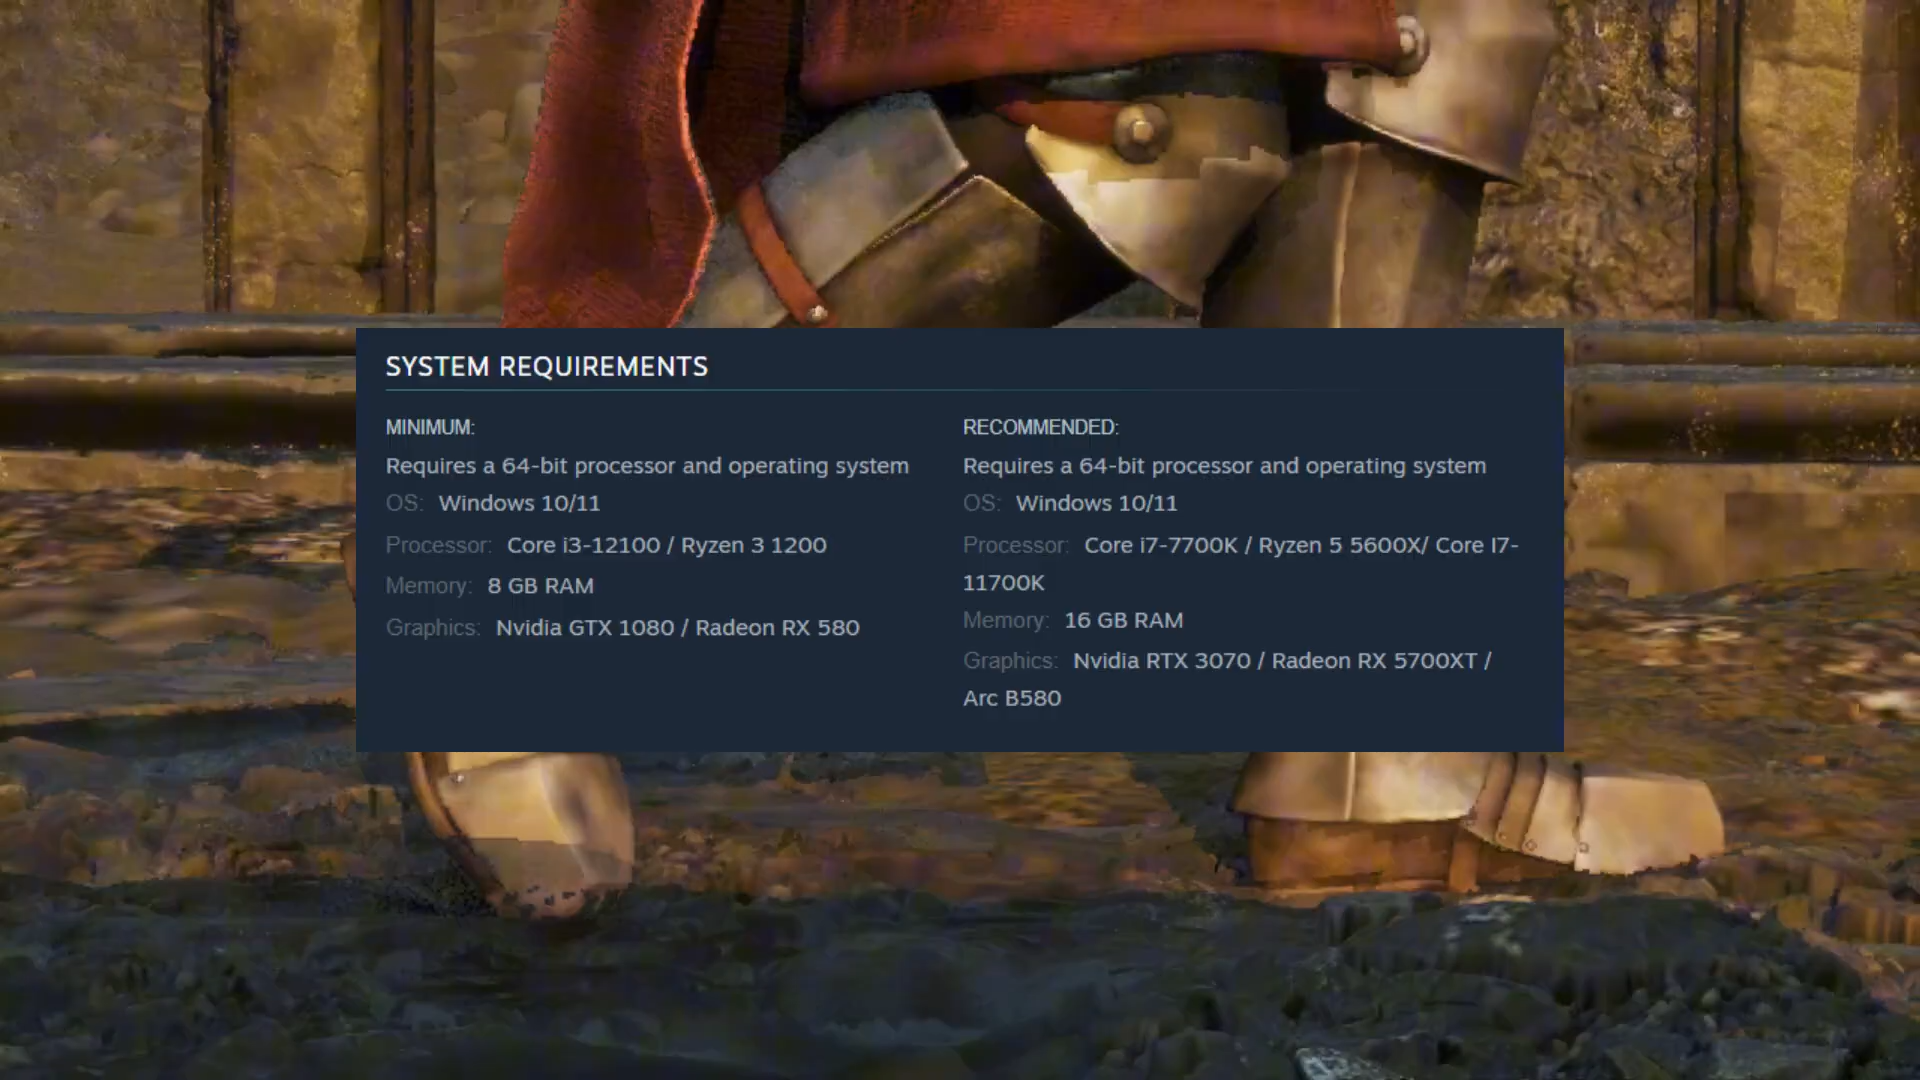 SYSTEM REQUIREMENTS
MINIMUM:
Requires a 64-bit processor and operating system
OS: Windows 10/11
Processor: Core i3-12100 / Ryzen 3 1200
Memory: 8 GB RAM
Graphics: Nvidia GTX 1080 / Radeon RX 580
RECOMMENDED:
Requires a 64-bit processor and operating system
OS: Windows 10/11
Processor: Core i7-7700K / Ryzen 5 5600X/ Core I7-
11700K
Memory: 16 GB RAM
Graphics: Nvidia RTX 3070 / Radeon RX 5700XT /
Arc B580